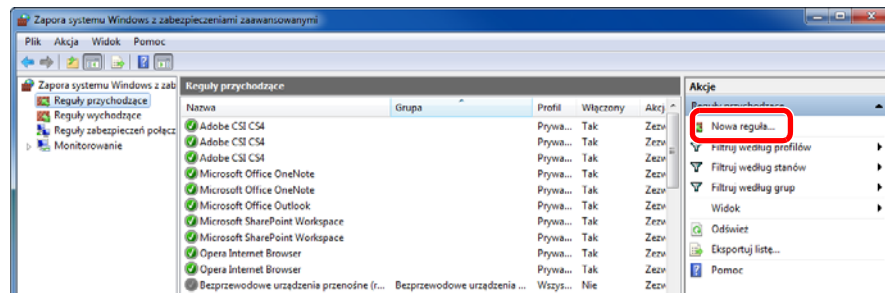 Zapora systemu Windows z zabezpieczeniami zaawansowanymi
Plik Akcja Widok Pomoc
Zapora systemu Windows z zab
Reguły przychodzące
Reguły wychodzące
Reguły zabezpieczeń połącz
Monitorowanie
Reguły przychodzące
Nazwa Grupa Profil Włączony Akcj
Adobe CSI CS4 Prywa... Tak Zezw
Adobe CSI CS4 Prywa... Tak Zezw
Adobe CSI CS4 Prywa... Tak Zezw
Microsoft Office OneNote Prywa... Tak Zezw
Microsoft Office OneNote Prywa... Tak Zezw
Microsoft Office Outlook Prywa... Tak Zezw
Microsoft SharePoint Workspace Prywa... Tak Zezw
Microsoft SharePoint Workspace Prywa... Tak Zezw
Opera Internet Browser Prywa... Tak Zezw
Opera Internet Browser Prywa... Tak Zezw
Bezprzewodowe urządzenia przenośne (r... Bezprzewodowe urządzenia ... Wszys... Nie Zezw
Akcje
Reguły przychodzące
Nowa reguła...
Filtruj według profilów
Filtruj według stanów
Filtruj według grup
Widok
Odśwież
Eksportuj listę...
Pomoc